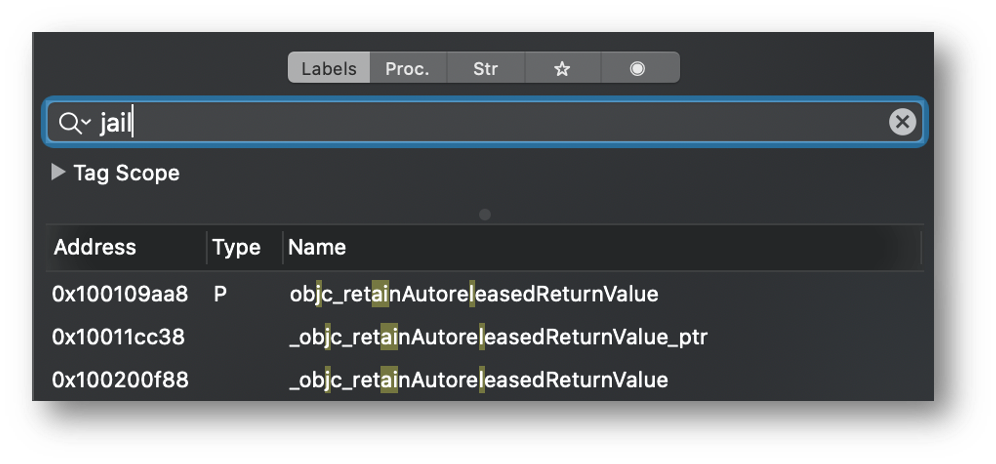 Labels Proc. Str
jail
Tag Scope
Address Type Name
0x100109aa8 P objc_retainAutoreleasedReturnValue
0x10011cc38 _objc_retainAutoreleasedReturnValue_ptr
0x100200f88 _objc_retainAutoreleasedReturnValue